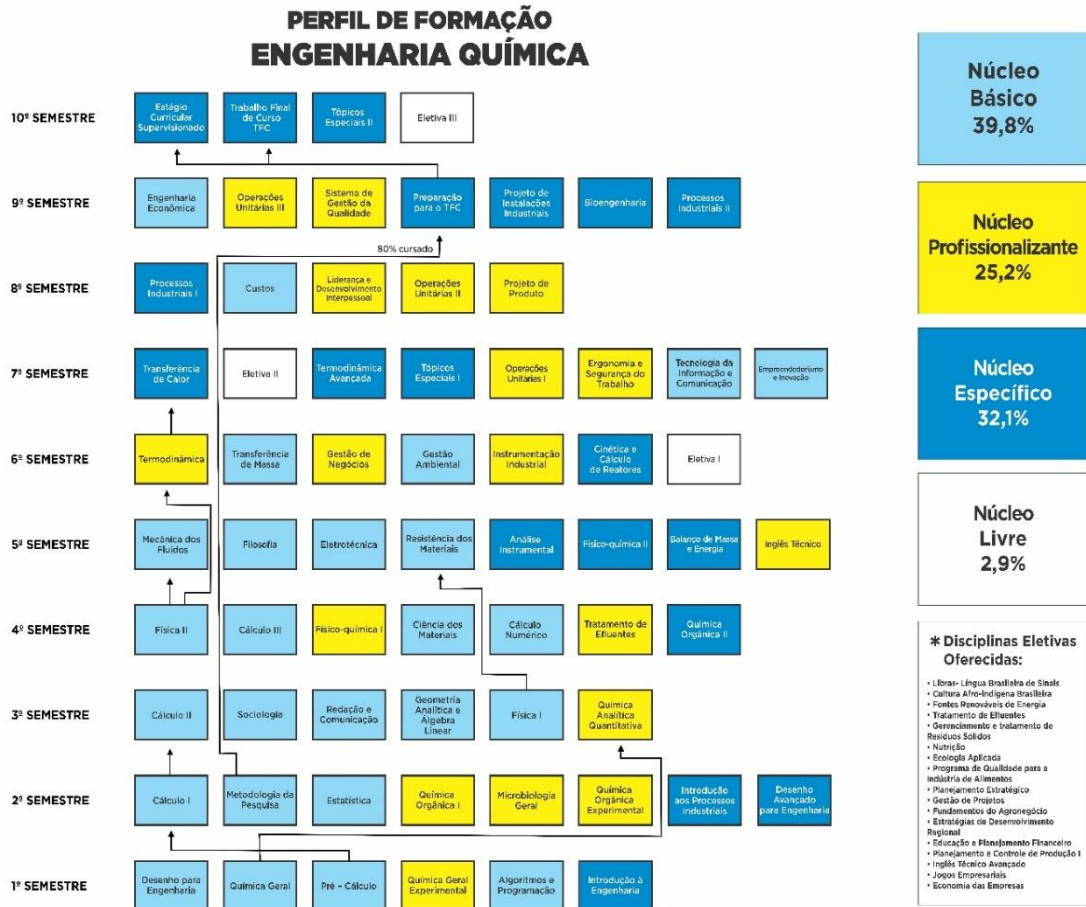 PERFIL DE FORMAÇÃO
ENGENHARIA QUÍMICA
10º SEMESTRE
Estágio
Curricular
Supervisionado
Trabalho Final
de Curso
TFC
Tópicos
Especiais II
Eletiva III
9º SEMESTRE
Engenharia
Econômica
Operações
Unitárias III
Sistema de
Gestão da
Qualidade
Preparação
para o TFC
Projeto de
Instalações
Industriais
Bioengenharia
Processos
Industriais II
80% cursado
8º SEMESTRE
Processos
Industriais I
Custos
Liderança e
Desenvolvimento
Interpessoal
Operações
Unitárias II
Projeto de
Produto
7º SEMESTRE
Transferência
de Calor
Eletiva II
Termodinâmica
Avançada
Tópicos
Especiais I
Operações
Unitárias I
Ergonomia e
Segurança do
Trabalho
Tecnologia da
Informação e
Comunicação
Empreendedorismo
e Inovação
6º SEMESTRE
Termodinâmica
Transferência
de Massa
Gestão de
Negócios
Gestão
Ambiental
Instrumentação
Industrial
Cinética e
Cálculo
de Reatores
Eletiva I
5º SEMESTRE
Mecânica dos
Fluidos
Filosofia
Eletrotécnica
Resistência dos
Materiais
Análise
Instrumental
Físico-química II
Balanço de Massa
e Energia
Inglês Técnico
4º SEMESTRE
Física II
Cálculo III
Físico-química I
Ciência dos
Materiais
Cálculo
Numérico
Tratamento de
Efluentes
Química
Orgânica II
3º SEMESTRE
Cálculo II
Sociologia
Redação e
Comunicação
Geometria
Analítica e
Álgebra
Linear
Física I
Química
Analítica
Quantitativa
2º SEMESTRE
Cálculo I
Metodologia da
Pesquisa
Estatística
Química
Orgânica I
Microbiologia
Geral
Química
Orgânica
Experimental
Introdução
aos Processos
Industriais
Desenho
Avançado
para Engenharia
1º SEMESTRE
Desenho para
Engenharia
Química Geral
Pré - Cálculo
Química Geral
Experimental
Algoritmos e
Programação
Introdução à
Engenharia
Núcleo
Básico
39,8%
Núcleo
Profissionalizante
25,2%
Núcleo
Específico
32,1%
Núcleo
Livre
2,9%
* Disciplinas Eletivas
Oferecidas:
• Libras- Língua Brasileira de Sinais
• Cultura Afro-indígena Brasileira
• Fontes Renováveis de Energia
• Tratamento de Efluentes
• Gerenciamento e tratamento de
Resíduos Sólidos
• Nutrição
• Ecologia Aplicada
• Programa de Qualidade para a
Indústria de Alimentos
• Planejamento Estratégico
• Gestão de Projetos
• Fundamentos do Agronegócio
• Estratégias de Desenvolvimento
Regional
• Educação e Planejamento Financeiro
• Planejamento e Controle de Produção I
• Inglês Técnico Avançado
• Jogos Empresariais
• Economia das Empresas